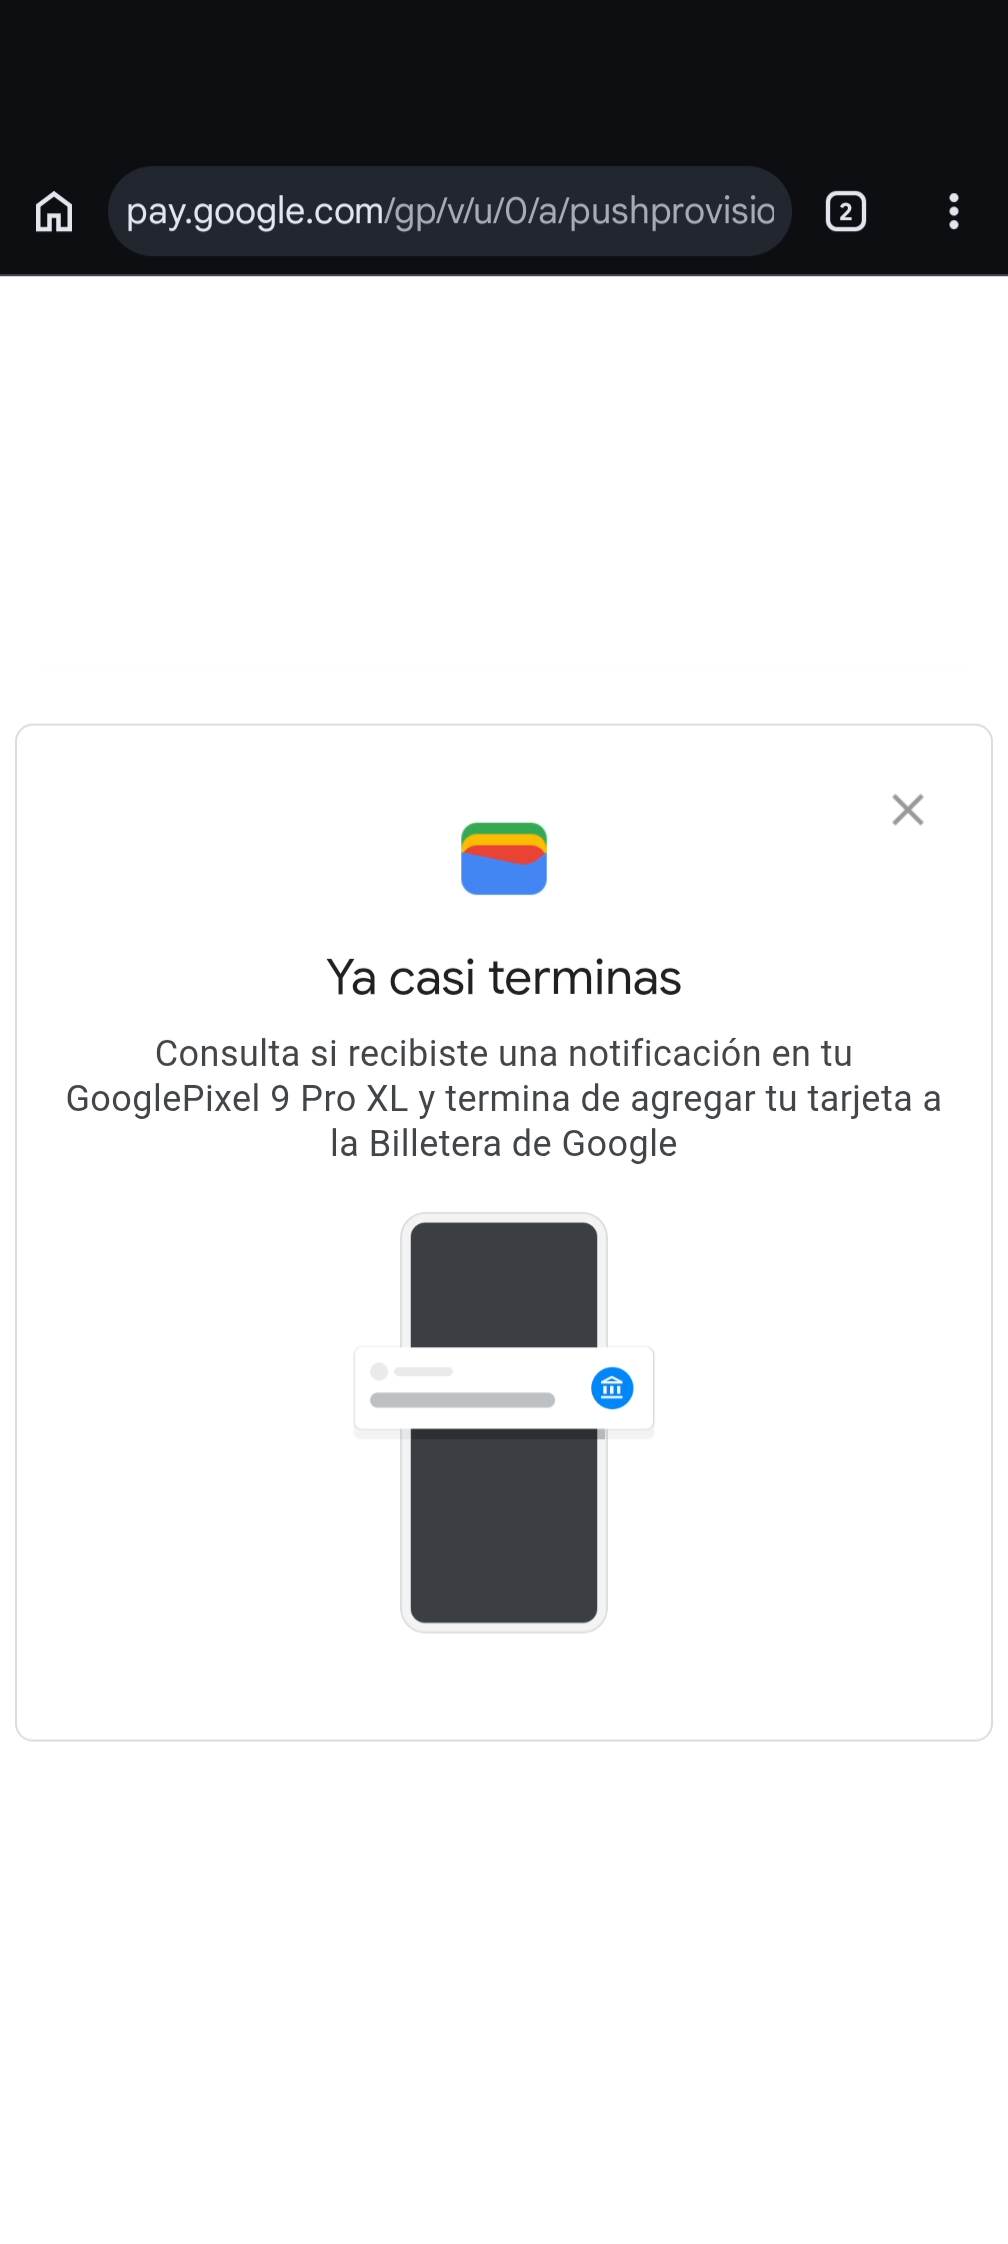 pay.google.com/gp/v/u/0/a/pushprovisio
2
Ya casi terminas
Consulta si recibiste una notificación en tu
GooglePixel 9 Pro XL y termina de agregar tu tarjeta a
la Billetera de Google